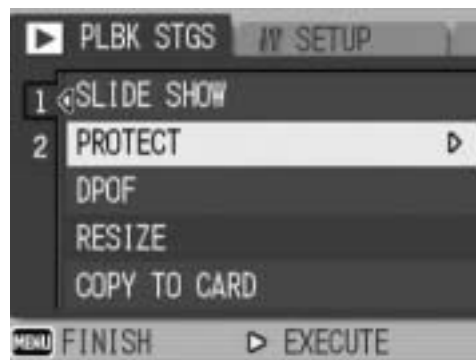 PLBK STGS SETUP
1 SLIDE SHOW
2 PROTECT
DPOF
RESIZE
COPY TO CARD
MENU FINISH EXECUTE